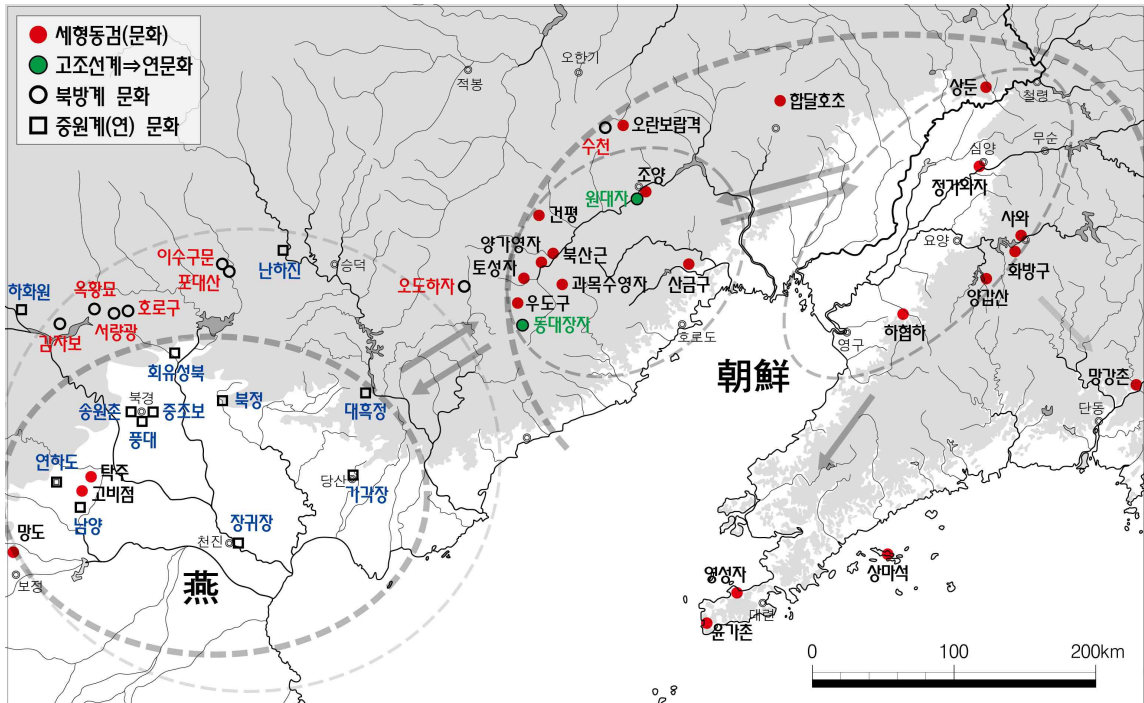 세형동검(문화)
고조선계⇒연문화
북방계 문화
중원계(연) 문화
오한기
적봉
합달호초
상둔
철령
오란보랍격
수천
심양
무순
정가와자
조양
원대자
건평
사와
요양
화방구
양갑산
양가영자
북산근
토성자
과목수영자
산금구
우도구
동대장자
호로도
하협하
영구
이수구문
포대산
난하진
승덕
오도하자
하화원
옥황묘
호로구
서량광
감자보
회유성북
朝鮮
망강촌
단동
송원촌
북경
중조보
풍대
북정
대흑정
연하도
탁주
고비점
남양
당산
가각장
망도
장귀장
천진
보정
燕
영성자
대련
상마석
윤가촌
0 100 200km